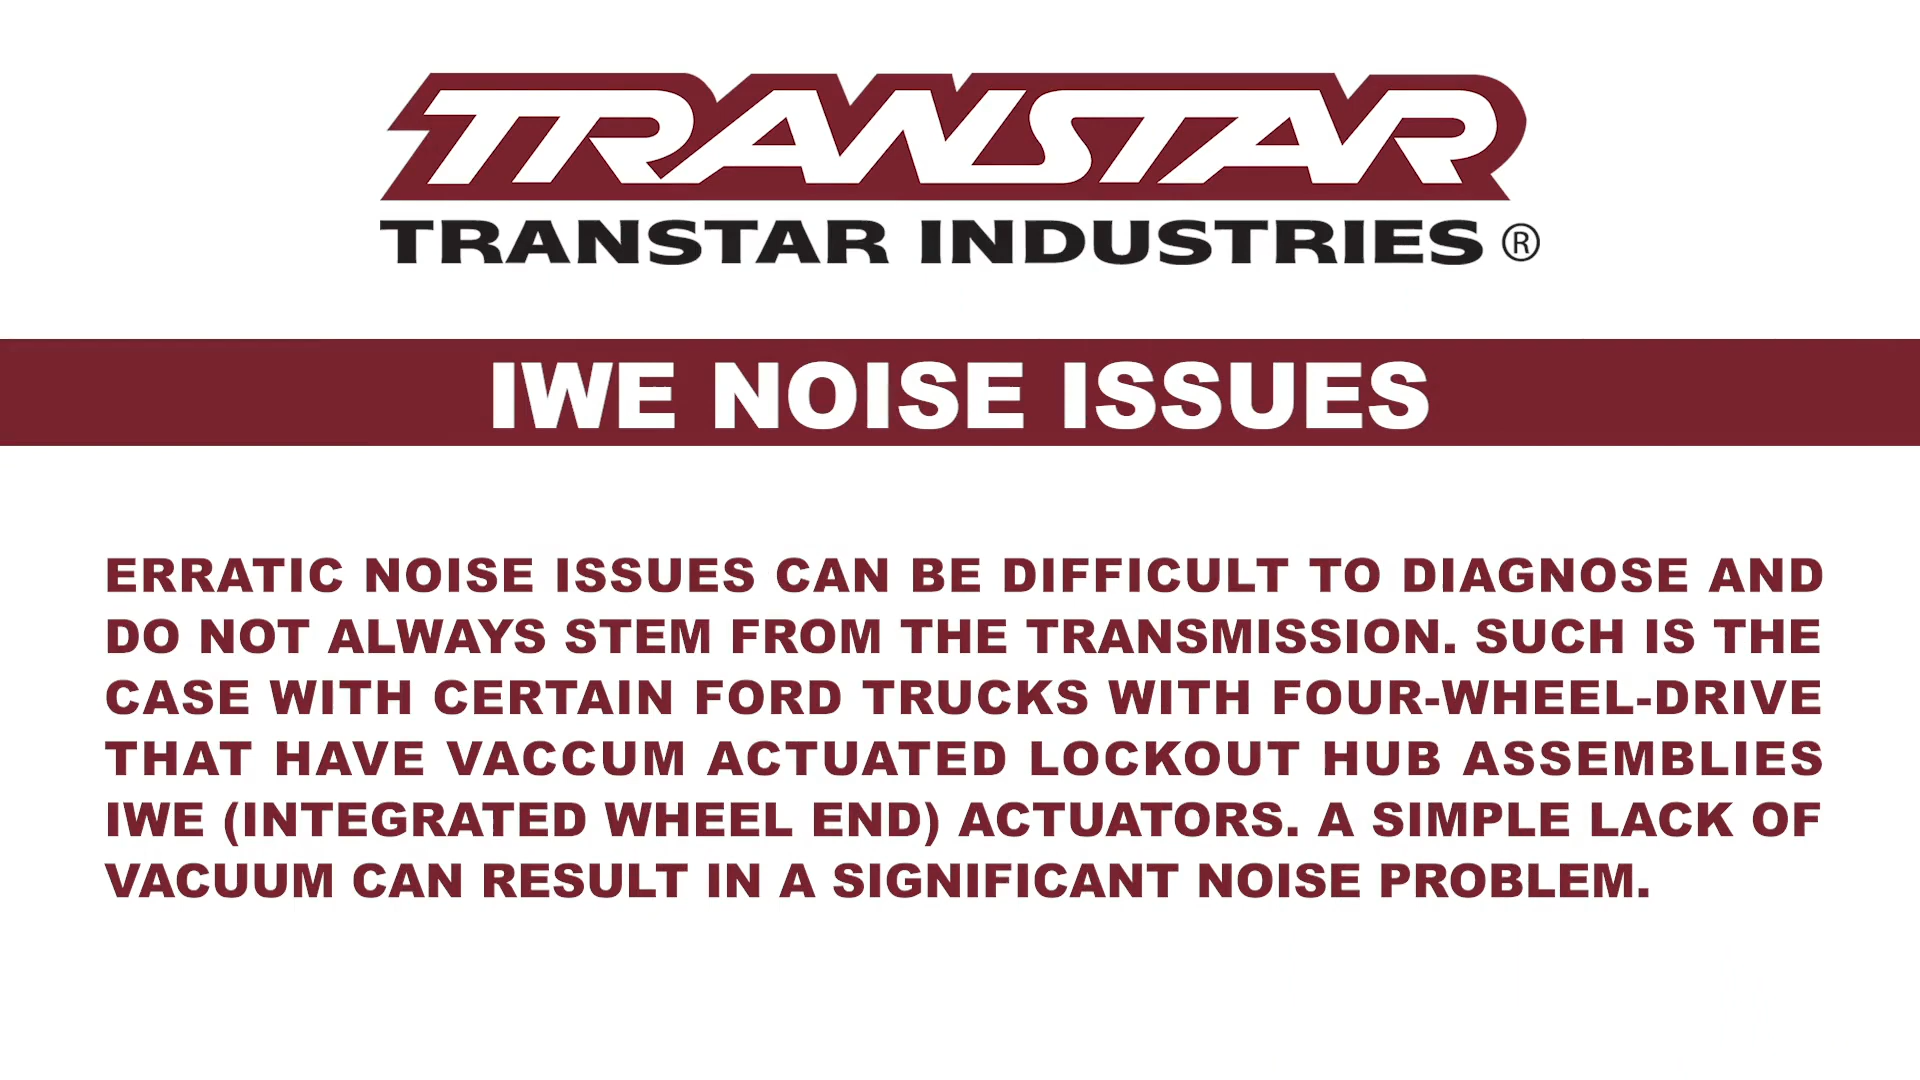 TRANSTAR
TRANSTAR INDUSTRIES ®
IWE NOISE ISSUES
ERRATIC NOISE ISSUES CAN BE DIFFICULT TO DIAGNOSE AND
DO NOT ALWAYS STEM FROM THE TRANSMISSION. SUCH IS THE
CASE WITH CERTAIN FORD TRUCKS WITH FOUR-WHEEL-DRIVE
THAT HAVE VACCUM ACTUATED LOCKOUT HUB ASSEMBLIES
IWE (INTEGRATED WHEEL END) ACTUATORS. A SIMPLE LACK OF
VACUUM CAN RESULT IN A SIGNIFICANT NOISE PROBLEM.